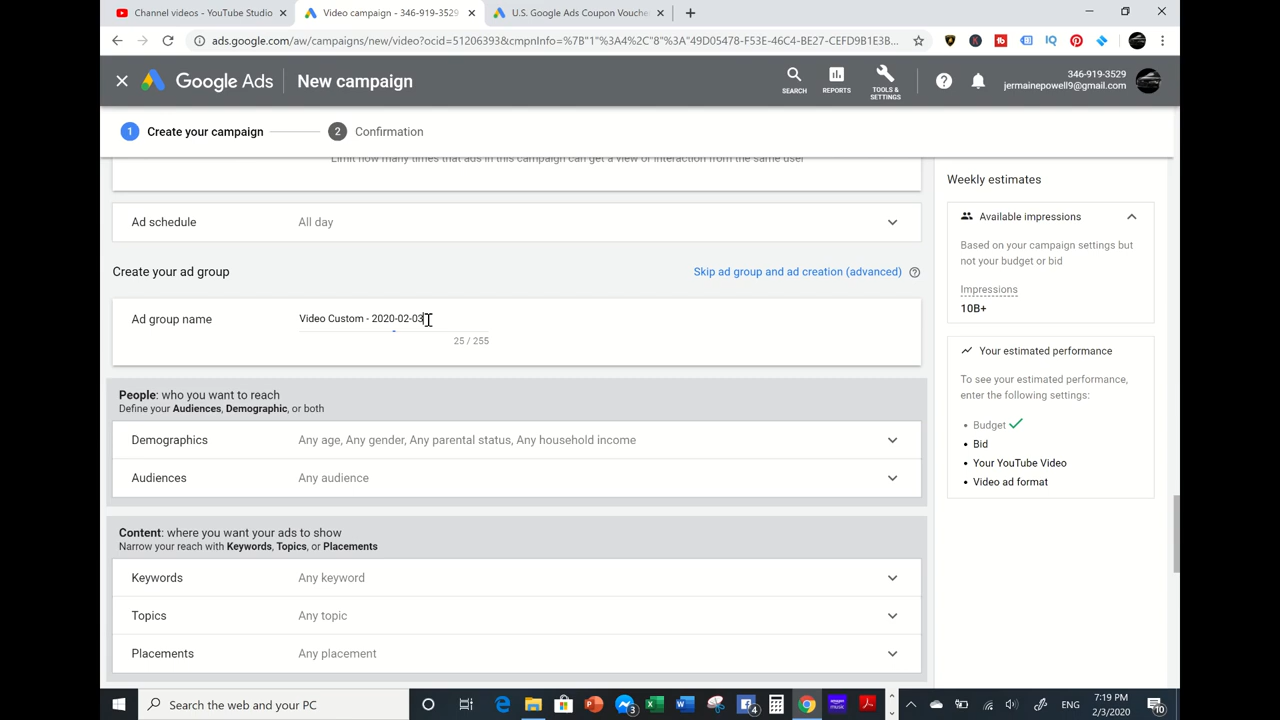 Channel videos - YouTube Studio
Video campaign - 346-919-3529
U.S. Google Ads Coupon Vouche
ads.google.com/aw/campaigns/new/video?ocid=51206393&cmpnInfo=%7B"1"%3A4%2C"8"%3A"49D05478-F53E-46C4-BE27-CEFD9B1E3B...
Google Ads
New campaign
SEARCH
REPORTS
TOOLS &
SETTINGS
346-919-3529
jermainepowell9@gmail.com
1 Create your campaign
2 Confirmation
Limit how many times that ads in this campaign can get a view or interaction from the same user
Ad schedule All day
Create your ad group
Skip ad group and ad creation (advanced)
Ad group name Video Custom - 2020-02-03
25 / 255
People: who you want to reach
Define your Audiences, Demographic, or both
Demographics Any age, Any gender, Any parental status, Any household income
Audiences Any audience
Content: where you want your ads to show
Narrow your reach with Keywords, Topics, or Placements
Keywords Any keyword
Topics Any topic
Placements Any placement
Weekly estimates
Available impressions
Based on your campaign settings but
not your budget or bid
Impressions
10B+
Your estimated performance
To see your estimated performance,
enter the following settings:
• Budget
• Bid
• Your YouTube Video
• Video ad format
Search the web and your PC
ENG
7:19 PM
2/3/2020